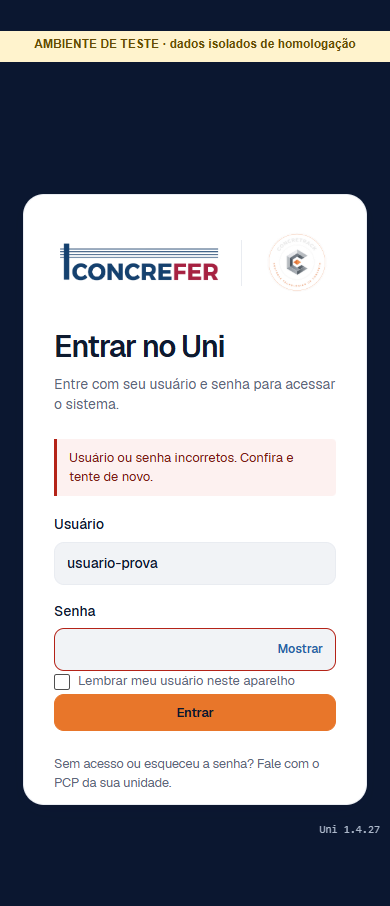 AMBIENTE DE TESTE · dados isolados de homologação
CONCREFER
Entrar no Uni
Entre com seu usuário e senha para acessar
o sistema.
Usuário ou senha incorretos. Confira e
tente de novo.
Usuário
usuario-prova
Senha
Mostrar
Lembrar meu usuário neste aparelho
Entrar
Sem acesso ou esqueceu a senha? Fale com o
PCP da sua unidade.
Uni 1.4.27